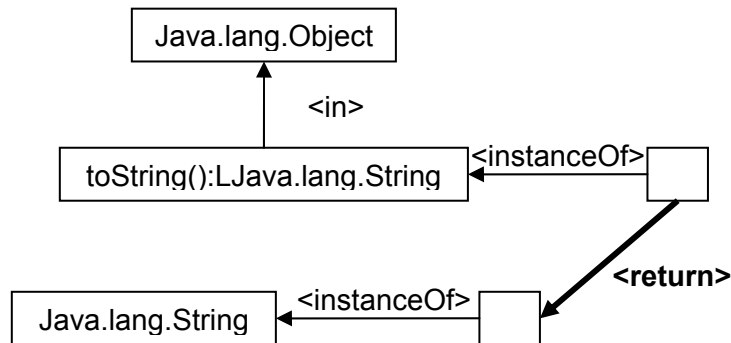 Java.lang.Object
<in>
toString():LJava.lang.String
<instanceOf>
<return>
Java.lang.String
<instanceOf>